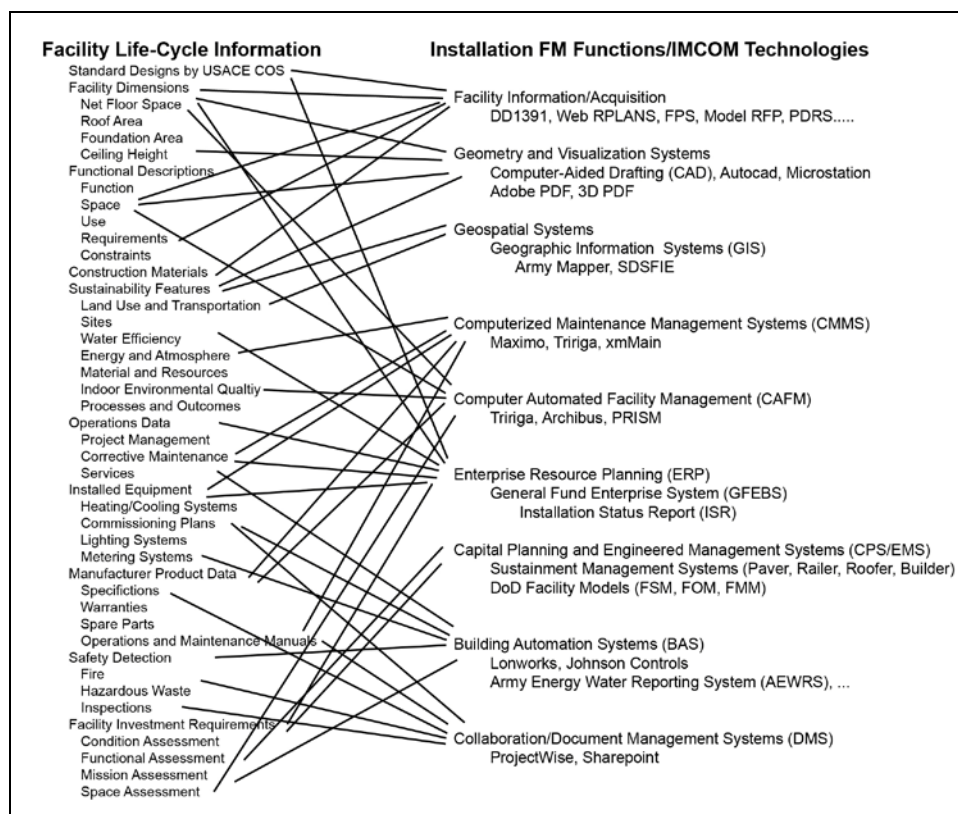 Facility Life-Cycle Information
Standard Designs by USACE COS
Facility Dimensions
Net Floor Space
Roof Area
Foundation Area
Ceiling Height
Functional Descriptions
Function
Space
Use
Requirements
Constraints
Construction Materials
Sustainability Features
Land Use and Transportation
Sites
Water Efficiency
Energy and Atmosphere
Material and Resources
Indoor Environmental Qualtiy
Processes and Outcomes
Operations Data
Project Management
Corrective Maintenance
Services
Installed Equipment
Heating/Cooling Systems
Commissioning Plans
Lighting Systems
Metering Systems
Manufacturer Product Data
Specifictions
Warranties
Spare Parts
Operations and Maintenance Manuals
Safety Detection
Fire
Hazardous Waste
Inspections
Facility Investment Requirements
Condition Assessment
Functional Assessment
Mission Assessment
Space Assessment
Installation FM Functions/IMCOM Technologies
Facility Information/Acquisition
DD1391, Web RPLANS, FPS, Model RFP, PDRS.....
Geometry and Visualization Systems
Computer-Aided Drafting (CAD), Autocad, Microstation
Adobe PDF, 3D PDF
Geospatial Systems
Geographic Information Systems (GIS)
Army Mapper, SDSFIE
Computerized Maintenance Management Systems (CMMS)
Maximo, Tririga, xmMain
Computer Automated Facility Management (CAFM)
Tririga, Archibus, PRISM
Enterprise Resource Planning (ERP)
General Fund Enterprise System (GFEBS)
Installation Status Report (ISR)
Capital Planning and Engineered Management Systems (CPS/EMS)
Sustainment Management Systems (Paver, Railer, Roofer, Builder)
DoD Facility Models (FSM, FOM, FMM)
Building Automation Systems (BAS)
Lonworks, Johnson Controls
Army Energy Water Reporting System (AEWRS), ...
Collaboration/Document Management Systems (DMS)
ProjectWise, Sharepoint